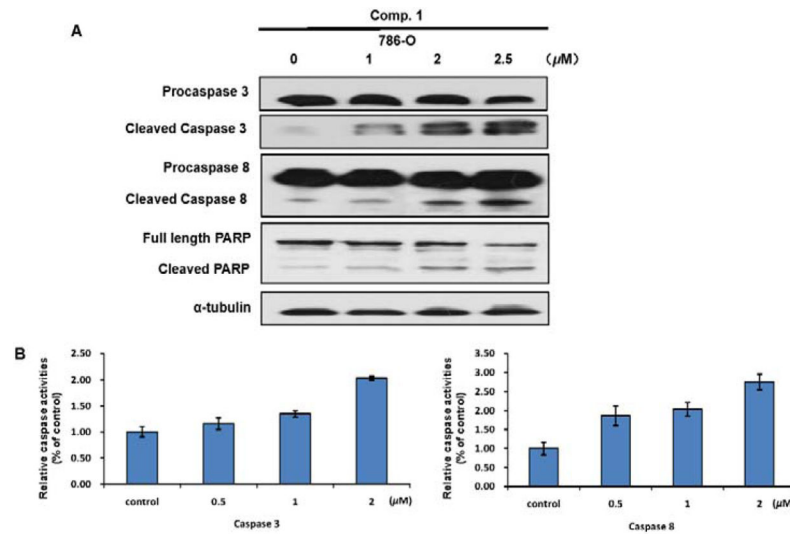 Comp. 1
A
786-O
0 1 2 2.5 (μM)
Procaspase 3
Cleaved Caspase 3
Procaspase 8
Cleaved Caspase 8
Full length PARP
Cleaved PARP
α-tubulin
B
Relative caspase activities
(% of control)
2.50
2.00
1.50
1.00
0.50
0.00
control 0.5 1 2 (μM)
Caspase 3
Relative caspase activities
(% of control)
3.50
3.00
2.50
2.00
1.50
1.00
0.50
0.00
control 0.5 1 2 (μM)
Caspase 8